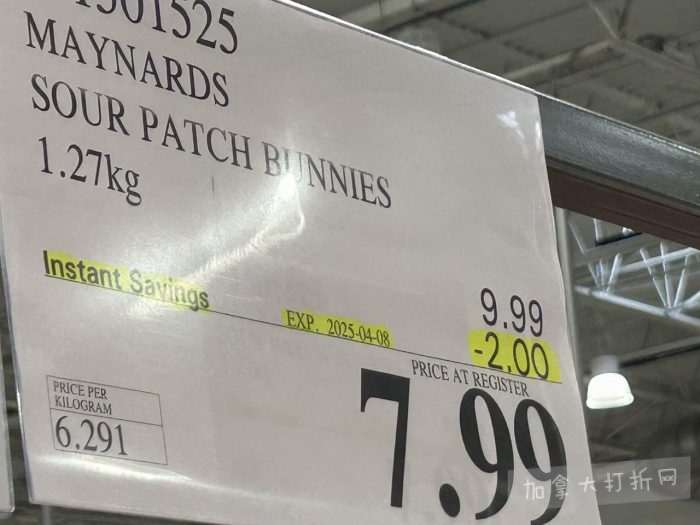 1501525
MAYNARDS
SOUR PATCH BUNNIES
1.27kg
Instant Savings
EXP. 2025-04-08
9.99
-2.00
PRICE AT REGISTER
7.99
PRICE PER
KILOGRAM
6.291
加拿大打折网